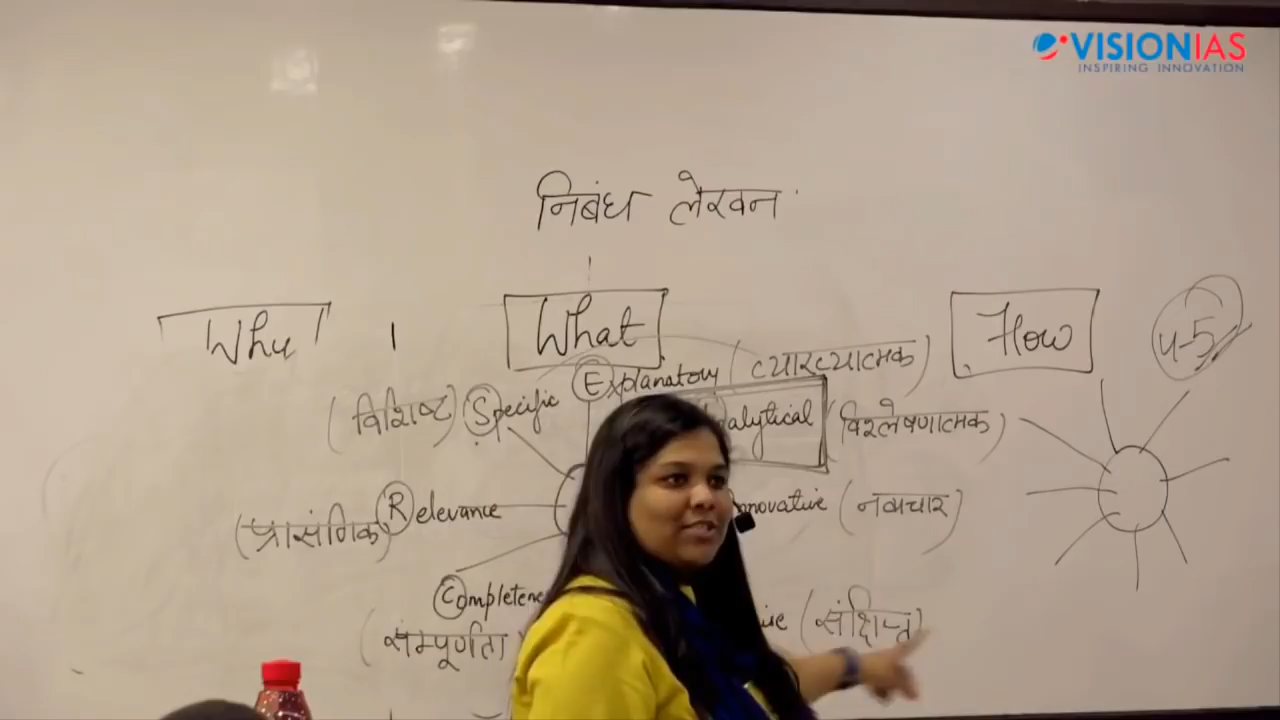 VISIONIAS
INSPIRING INNOVATION
निबंध लेखन
Why What Flow 4-5
Explanatory (व्याख्यात्मक)
(विशिष्ट) Specific alytical (विश्लेषणात्मक)
(प्रासंगिक) Relevance nnovative (नवाचार)
Completene
(सम्पूर्णता) (संक्षिप्त)